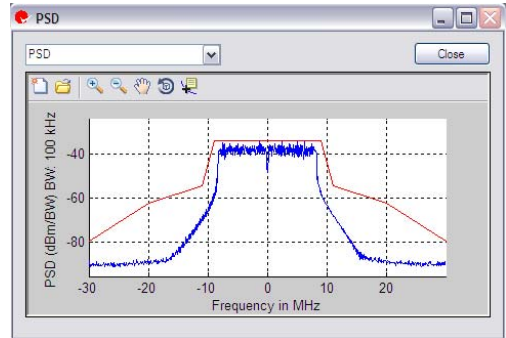 PSD
PSD
Close
PSD (dBm/BW) BW: 100 kHz
-40
-60
-80
-30 -20 -10 0 10 20
Frequency in MHz